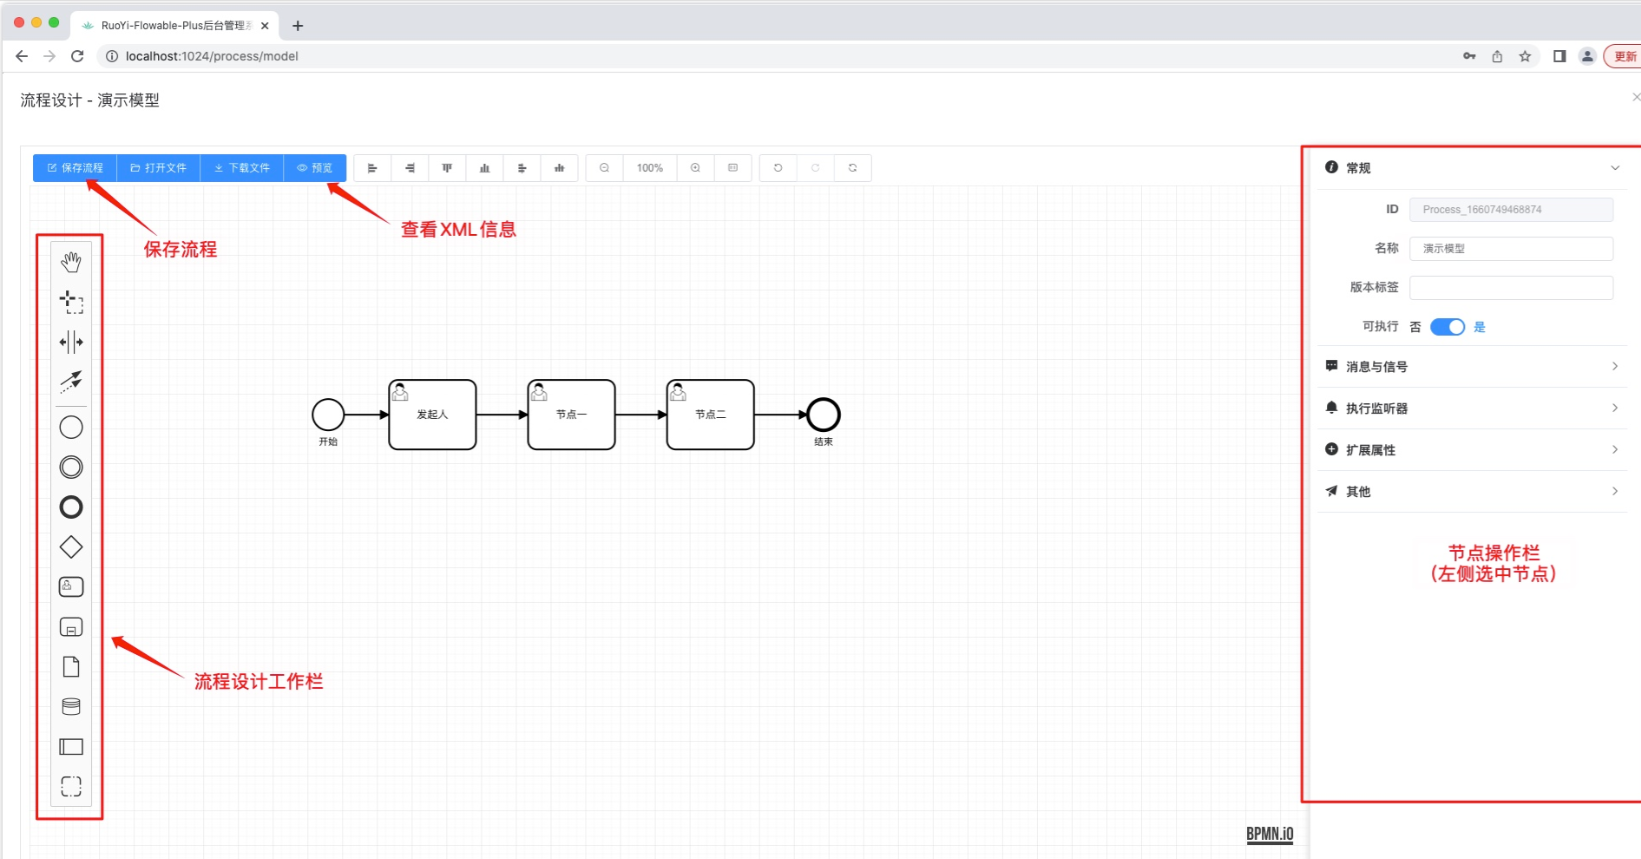 RuoYi-Flowable-Plus后台管理系
localhost:1024/process/model
更新
流程设计 - 演示模型
保存流程
打开文件
下载文件
预览
100%
常规
ID
Process_1660749468874
名称
演示模型
版本标签
可执行
否
是
消息与信号
执行监听器
扩展属性
其他
查看XML信息
保存流程
开始
发起人
节点一
节点二
结束
节点操作栏
(左侧选中节点)
流程设计工作栏
BPMN.iO